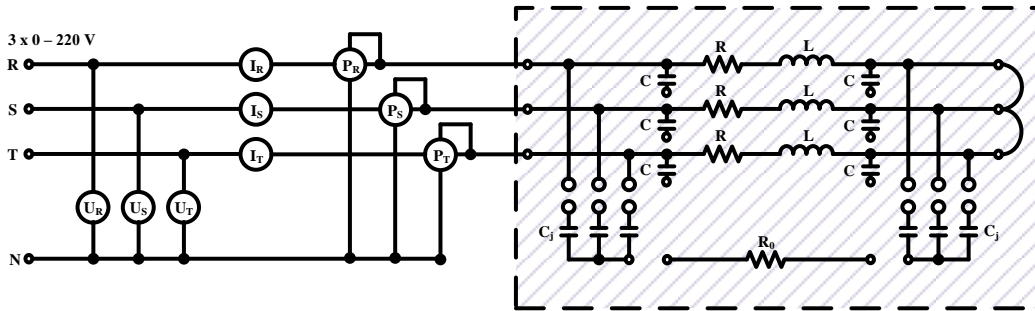 3 x 0 – 220 V
R I_R P_R R L
C C
S I_S P_S R L
C C
T I_T P_T R L
C C
U_R U_S U_T
C_j C_j
R_0
N